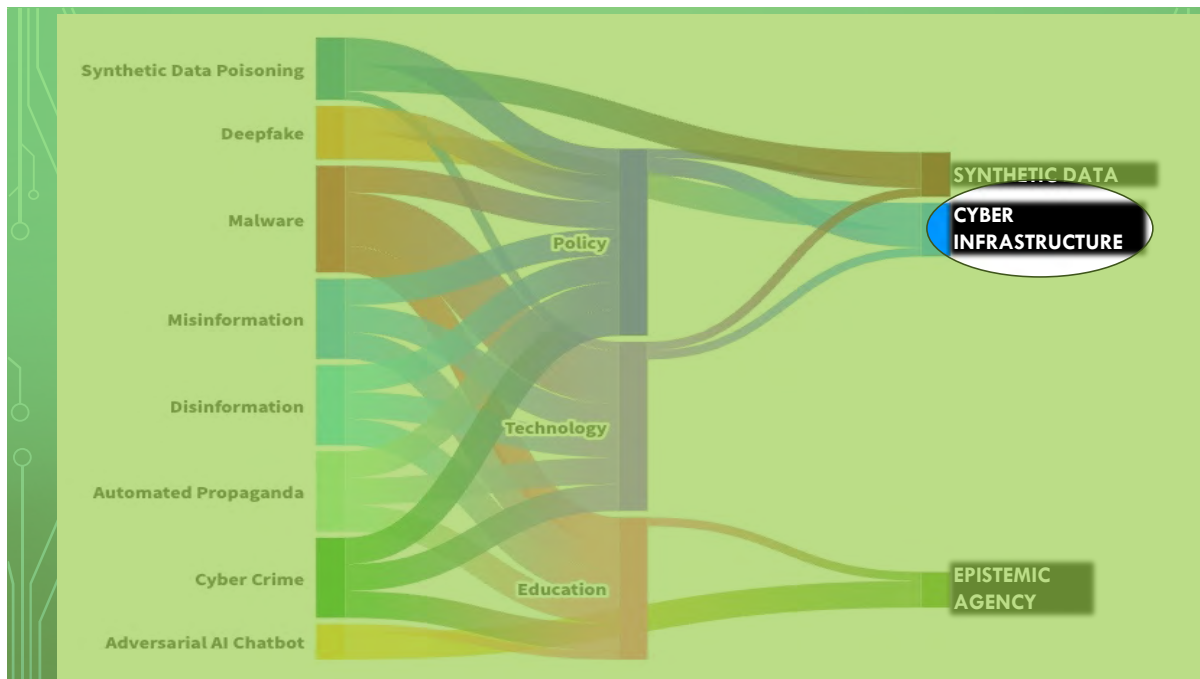 Synthetic Data Poisoning
Deepfake
Malware
Misinformation
Disinformation
Automated Propaganda
Cyber Crime
Adversarial AI Chatbot
Policy
Technology
Education
SYNTHETIC DATA
CYBER
INFRASTRUCTURE
EPISTEMIC
AGENCY